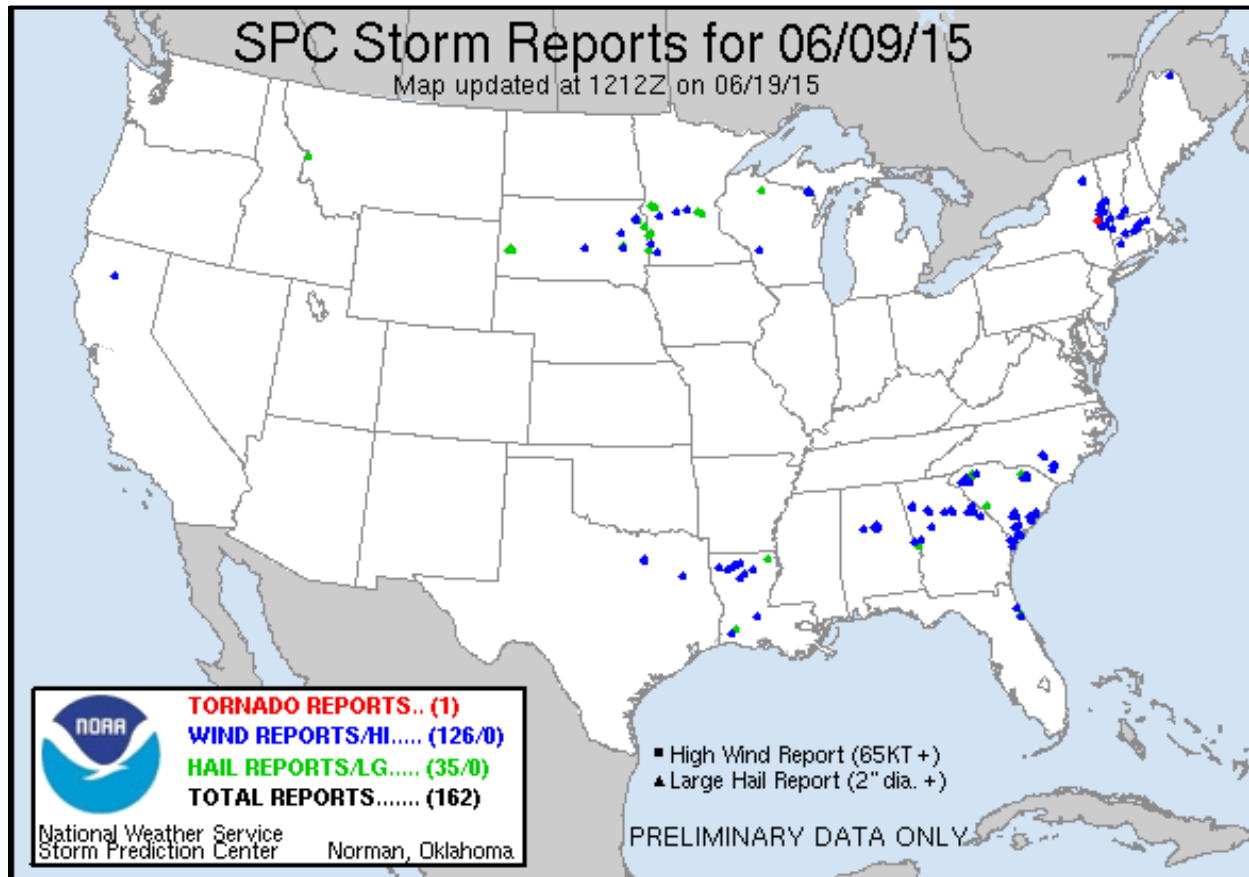 SPC Storm Reports for 06/09/15
Map updated at 1212Z on 06/19/15
NOAA
TORNADO REPORTS.. (1)
WIND REPORTS/HI..... (126/0)
HAIL REPORTS/LG..... (35/0)
TOTAL REPORTS....... (162)
National Weather Service
Storm Prediction Center Norman, Oklahoma
High Wind Report (65KT +)
Large Hail Report (2" dia. +)
PRELIMINARY DATA ONLY